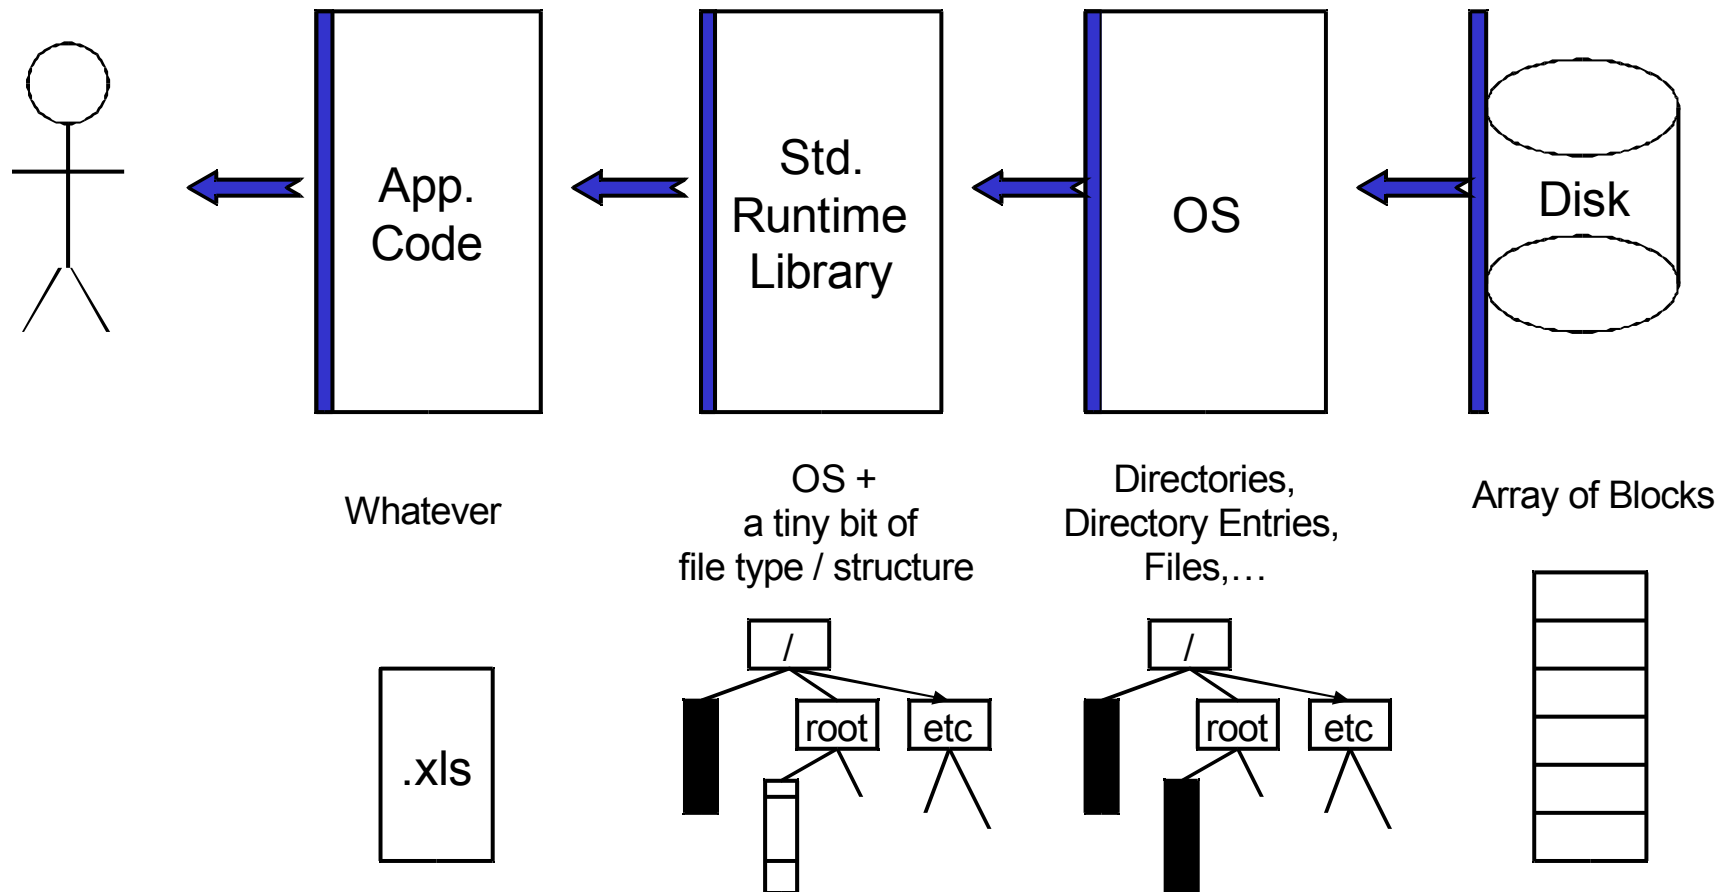 App.
Code
Std.
Runtime
Library
OS
Disk
Whatever
OS +
a tiny bit of
file type / structure
Directories,
Directory Entries,
Files,…
Array of Blocks
.xls
/
root
etc
/
root
etc